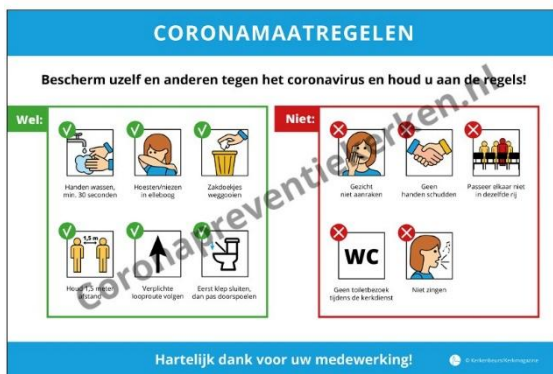 CORONAMAATREGELEN
Bescherm uzelf en anderen tegen het coronavirus en houd u aan de regels!
Wel:
Handen wassen,
min. 30 seconden
Hoesten/niezen
in elleboog
Zakdoekjes
weggooien
1,5 m
Houd 1,5 meter
afstand
Verplichte
looproute volgen
Eerst klep sluiten,
dan pas doorspoelen
Niet:
Gezicht
niet aanraken
Geen
handen schudden
Passeer elkaar niet
in dezelfde rij
WC
Geen toiletbezoek
tijdens de kerkdienst
Niet zingen
Coronapreventiekerken.nl
Hartelijk dank voor uw medewerking!